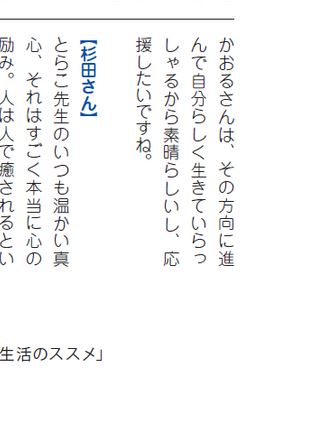 かおるさんは、その方向に進
んで自分らしく生きていらっ
しゃるから素晴らしいし、応
援したいですね。
【杉田さん】
とらこ先生のいつも温かい真
心、それはすごく本当に心の
励み。人は人で癒されるとい
生活のススメ」